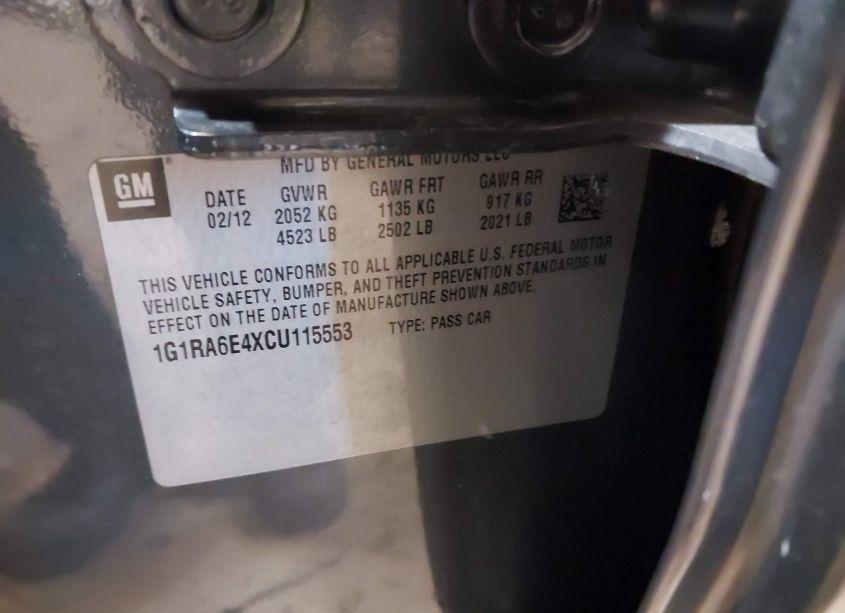 MFD BY GENERAL MOTORS LLC
GM
DATE GVWR GAWR FRT GAWR RR
02/12 2052 KG 1135 KG 917 KG
4523 LB 2502 LB 2021 LB
THIS VEHICLE CONFORMS TO ALL APPLICABLE U.S. FEDERAL MOTOR
VEHICLE SAFETY, BUMPER, AND THEFT PREVENTION STANDARDS IN
EFFECT ON THE DATE OF MANUFACTURE SHOWN ABOVE.
1G1RA6E4XCU115553 TYPE: PASS CAR